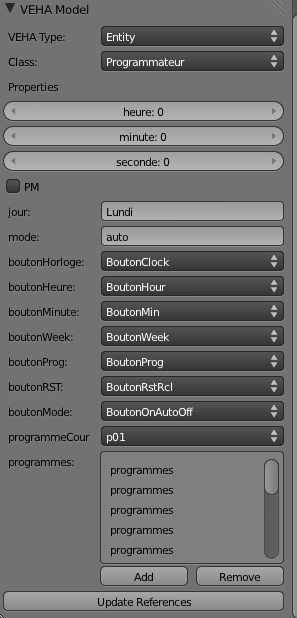 VEHA Model
VEHA Type: Entity
Class: Programmateur
Properties
heure: 0
minute: 0
seconde: 0
PM
jour: Lundi
mode: auto
boutonHorloge: BoutonClock
boutonHeure: BoutonHour
boutonMinute: BoutonMin
boutonWeek: BoutonWeek
boutonProg: BoutonProg
boutonRST: BoutonRstRcl
boutonMode: BoutonOnAutoOff
programmeCour p01
programmes:
programmes
programmes
programmes
programmes
programmes
Add Remove
Update References